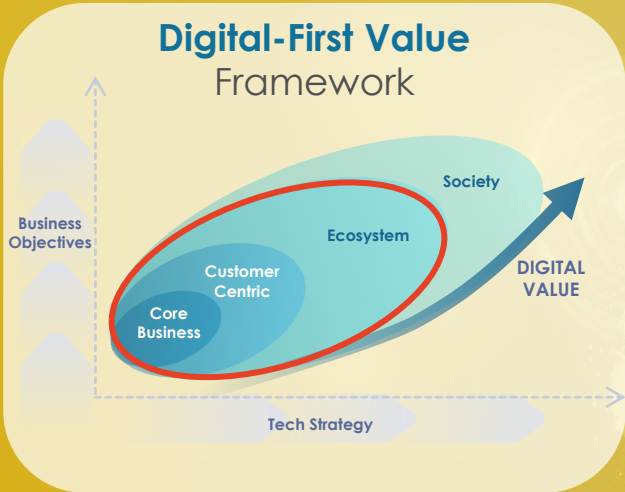 Digital-First Value
Framework
Society
Business
Objectives
Ecosystem
Customer
Centric
DIGITAL
VALUE
Core
Business
Tech Strategy